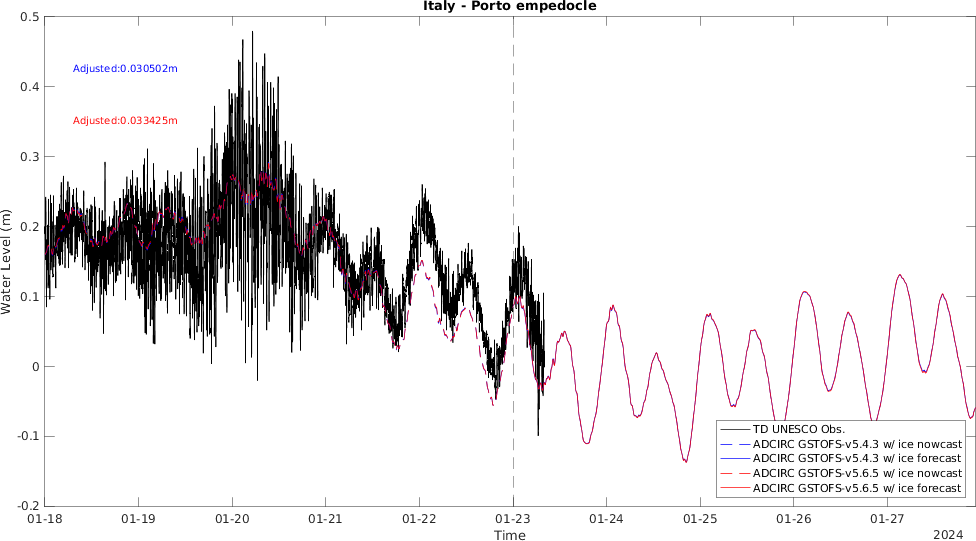 Italy - Porto empedocle
0.5
0.4
0.3
0.2
0.1
0
-0.1
-0.2
Water Level (m)
Adjusted:0.030502m
Adjusted:0.033425m
TD UNESCO Obs.
ADCIRC GSTOFS-v5.4.3 w/ ice nowcast
ADCIRC GSTOFS-v5.4.3 w/ ice forecast
ADCIRC GSTOFS-v5.6.5 w/ ice nowcast
ADCIRC GSTOFS-v5.6.5 w/ ice forecast
01-18 01-19 01-20 01-21 01-22 01-23 01-24 01-25 01-26 01-27
Time
2024